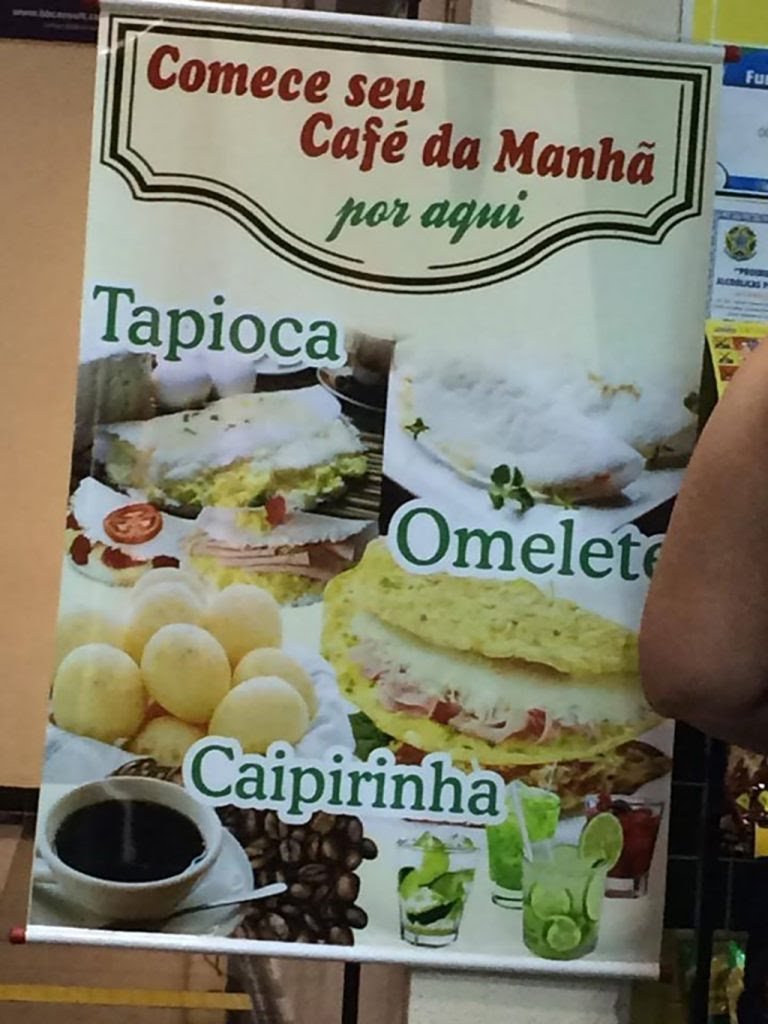 Comece seu
Café da Manhã
por aqui
Tapioca
Omelete
Caipirinha